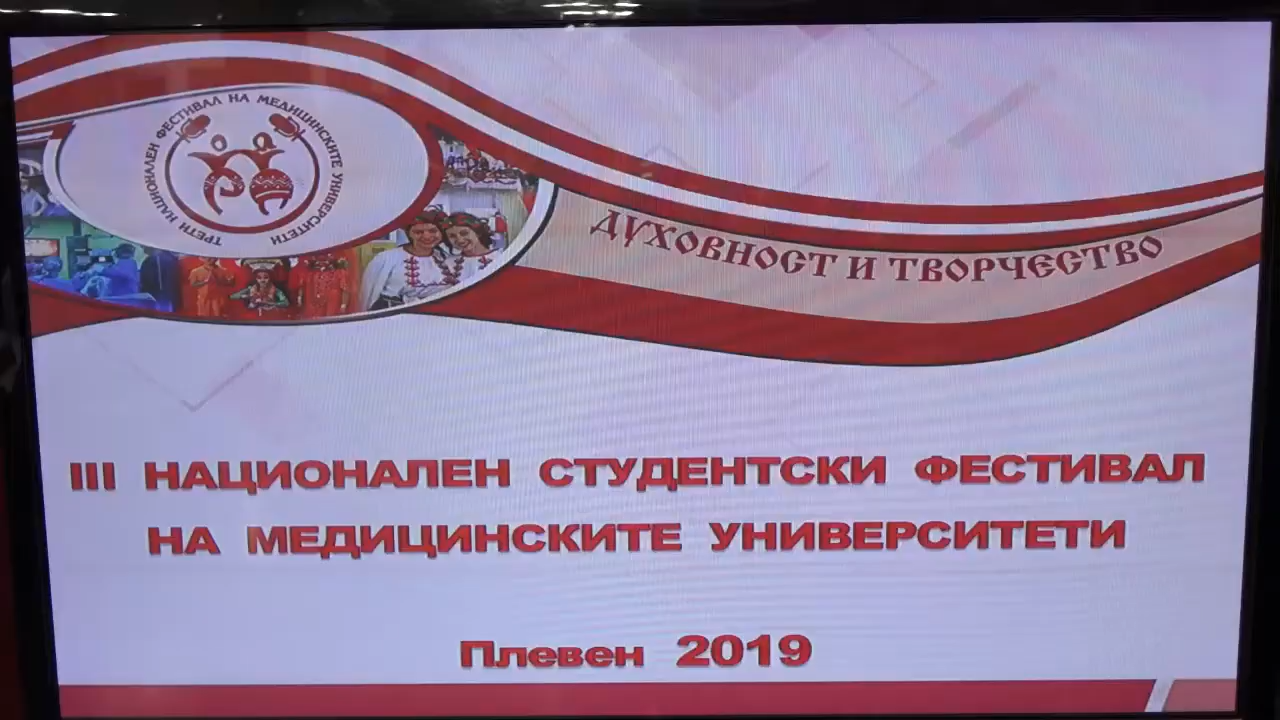 ТРЕТИ НАЦИОНАЛЕН ФЕСТИВАЛ НА МЕДИЦИНСКИТЕ УНИВЕРСИТЕТИ
ДУХОВНОСТ И ТВОРЧЕСТВО
III НАЦИОНАЛЕН СТУДЕНТСКИ ФЕСТИВАЛ
НА МЕДИЦИНСКИТЕ УНИВЕРСИТЕТИ
Плевен 2019